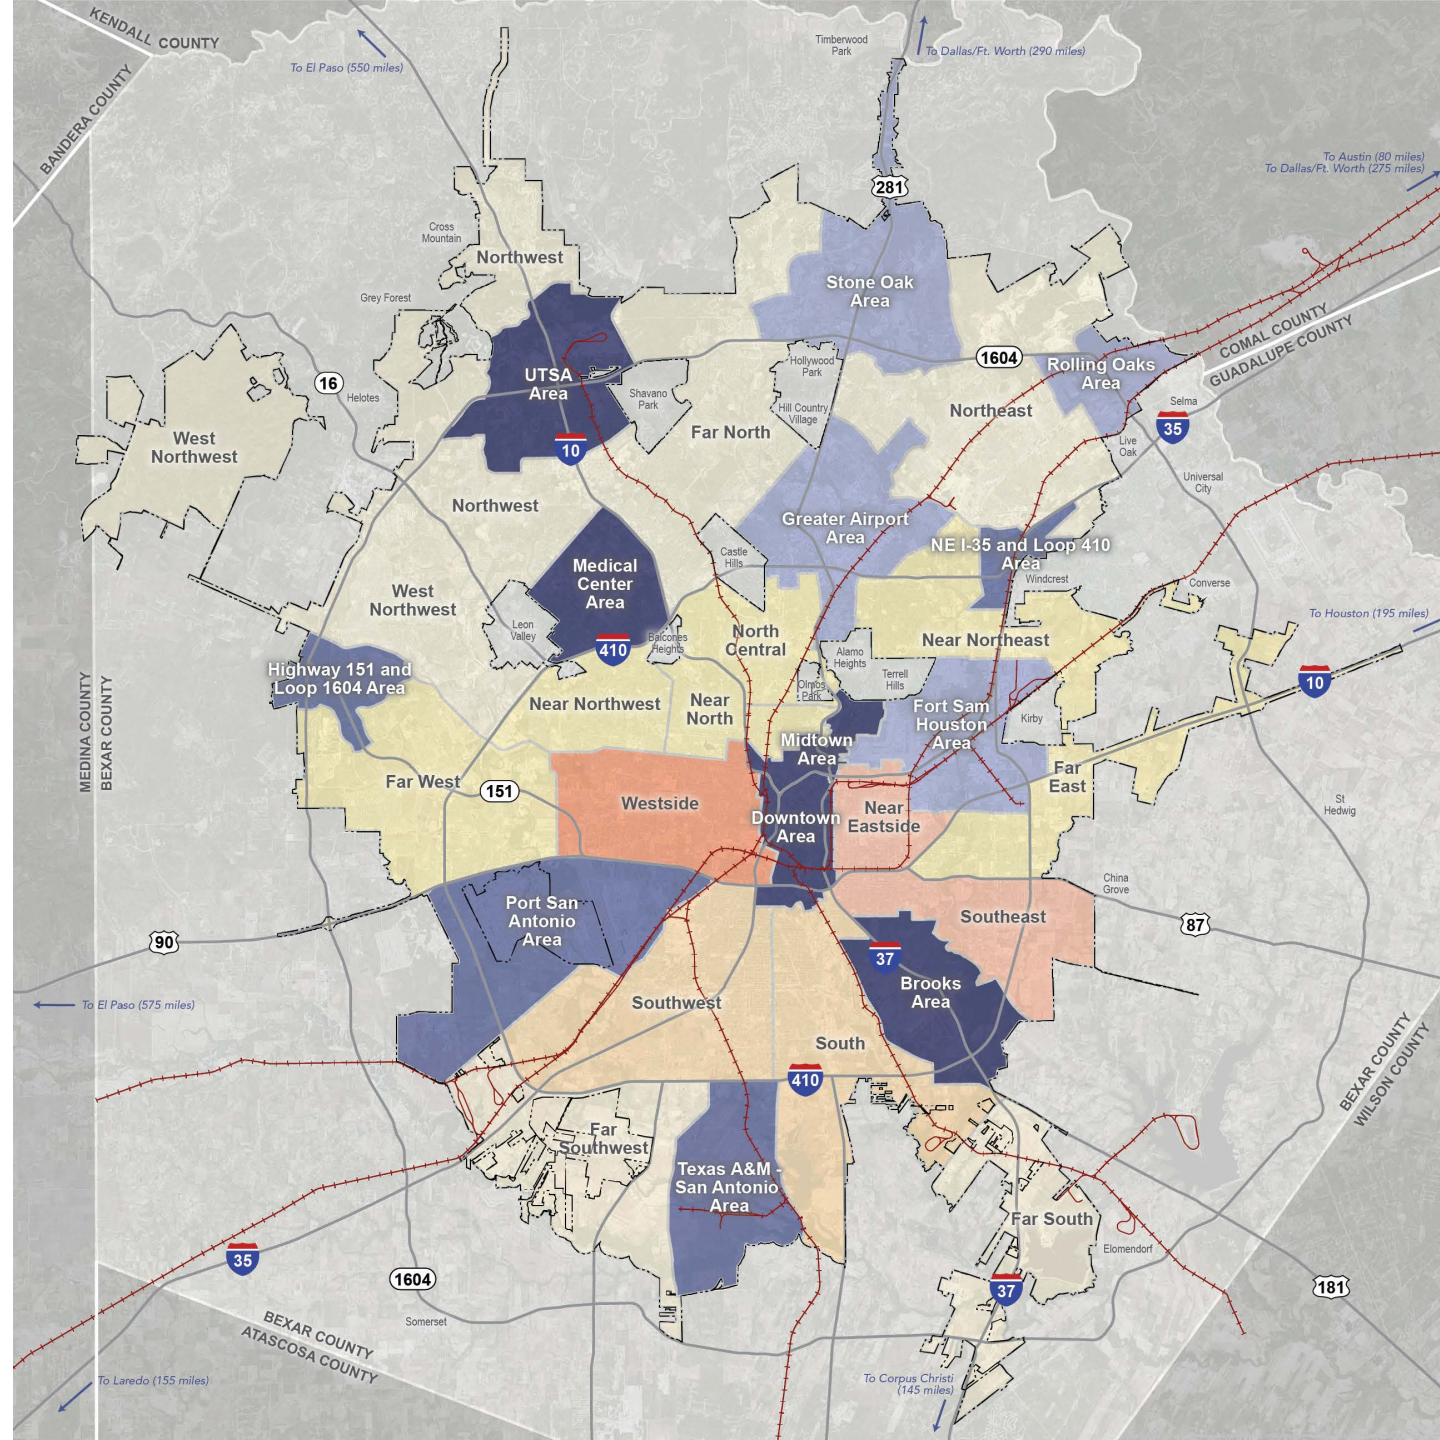 KENDALL COUNTY
BANDERA COUNTY
To El Paso (550 miles)
Timberwood
Park
To Dallas/Ft. Worth (290 miles)
To Austin (80 miles)
To Dallas/Ft. Worth (275 miles)
281
Cross
Mountain
Northwest
Grey Forest
Stone Oak
Area
COMAL COUNTY
GUADALUPE COUNTY
1604
Rolling Oaks
Area
Hollywood
Park
UTSA
Area
16
Helotes
Shavano
Park
Hill Country
Village
Northeast
Selma
35
Far North
West
Northwest
10
Live
Oak
Universal
City
Northwest
Greater Airport
Area
NE I-35 and Loop 410
Area
Castle
Hills
Medical
Center
Area
Windcrest
Converse
West
Northwest
To Houston (195 miles)
Leon
Valley
410
Balcones
Heights
North
Central
Alamo
Heights
Near Northeast
Highway 151 and
Loop 1604 Area
Olmos
Park
Terrell
Hills
10
MEDINA COUNTY
BEXAR COUNTY
Near Northwest
Near
North
Fort Sam
Houston
Area
Kirby
Midtown
Area
Far West
151
Far
East
Westside
Downtown
Area
Near
Eastside
St
Hedwig
China
Grove
Port San
Antonio
Area
Southeast
87
90
37
Brooks
Area
To El Paso (575 miles)
Southwest
South
410
BEXAR COUNTY
WILSON COUNTY
Far
Southwest
Texas A&M -
San Antonio
Area
Far South
Elomendorf
35
1604
37
181
Somerset
BEXAR COUNTY
ATASCOSA COUNTY
To Laredo (155 miles)
To Corpus Christi
(145 miles)